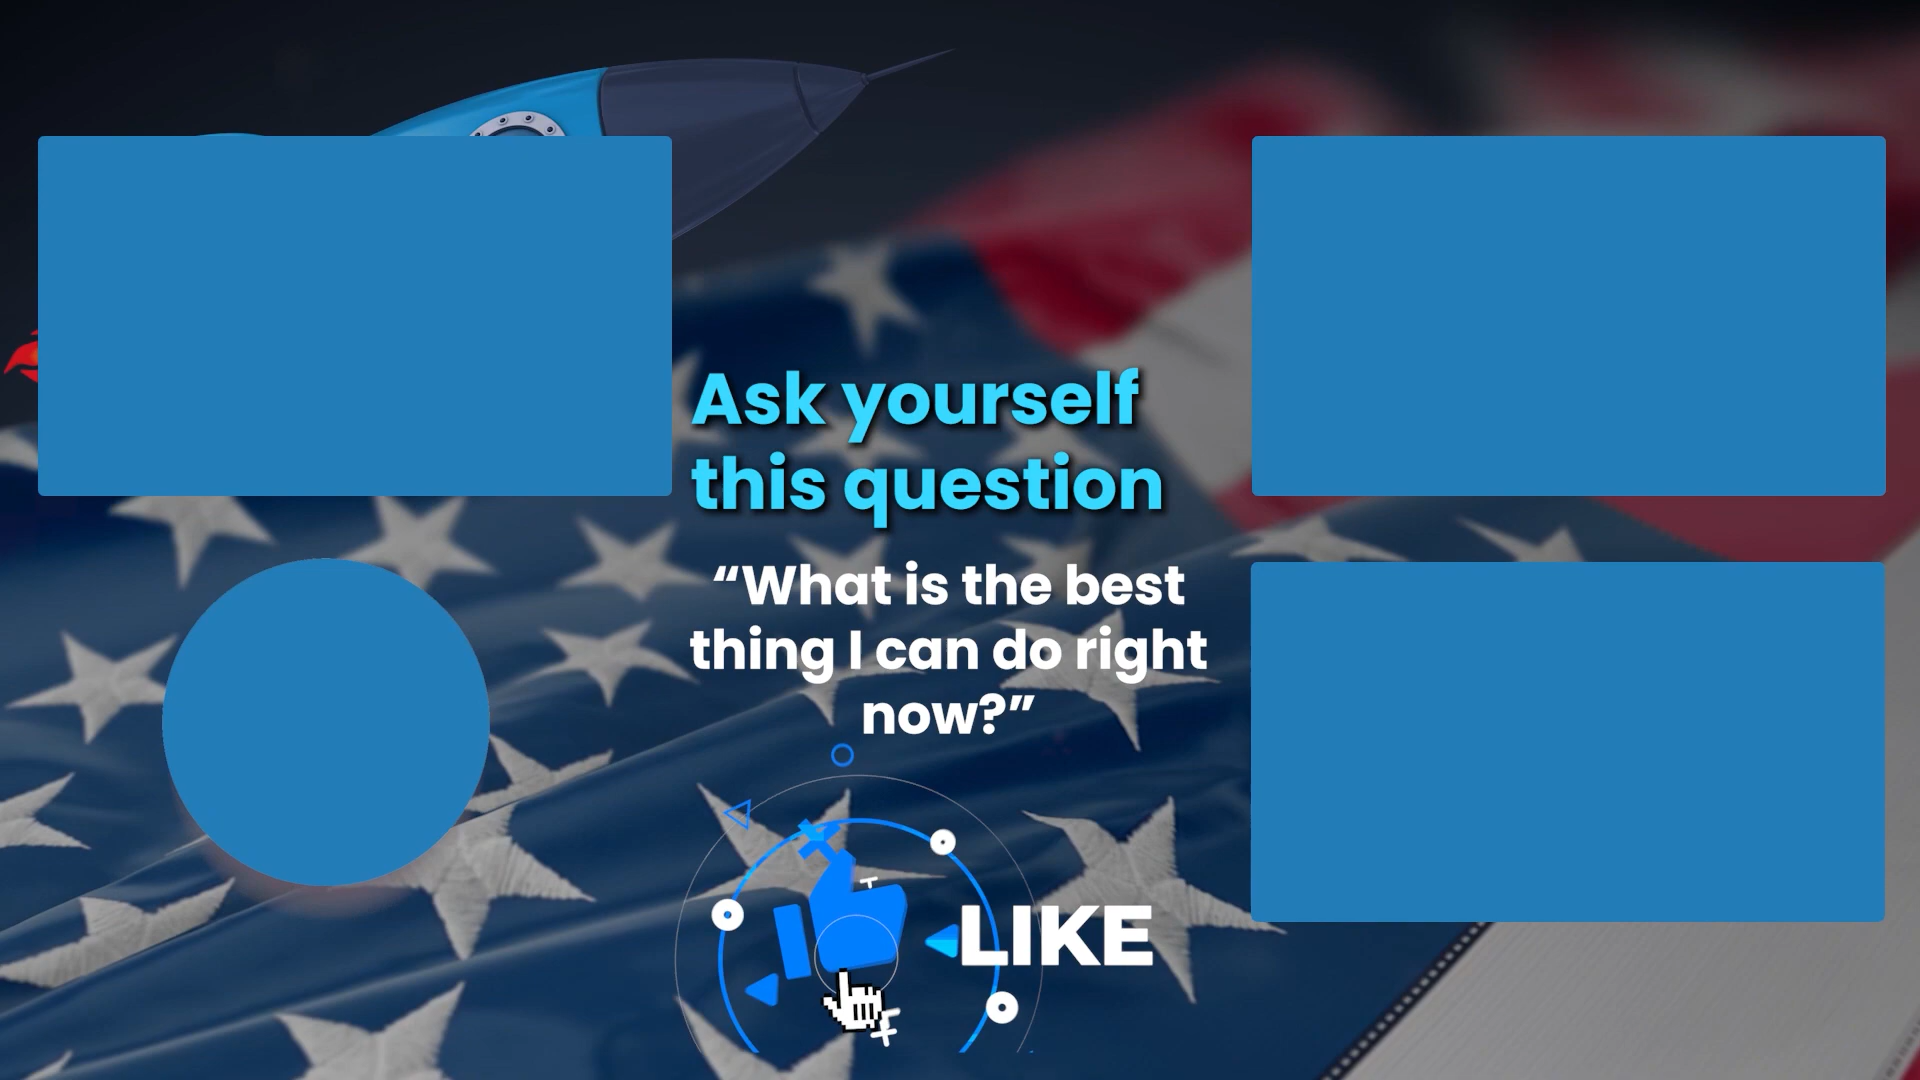 Ask yourself
this question
“What is the best
thing I can do right
now?”
LIKE